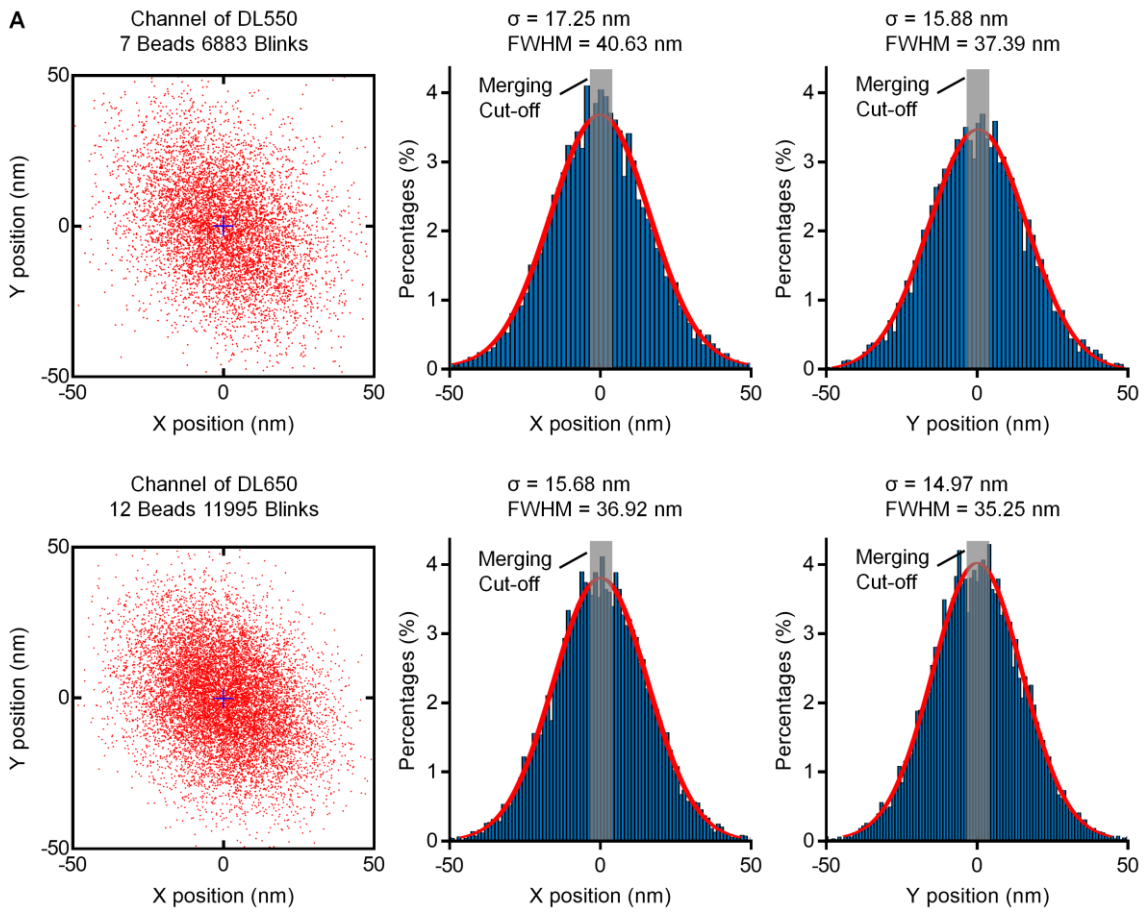 A
Channel of DL550
7 Beads 6883 Blinks
50
0
-50
-50
0
50
Y position (nm)
X position (nm)
σ = 17.25 nm
FWHM = 40.63 nm
Merging
Cut-off
4
3
2
1
0
-50
0
50
Percentages (%)
X position (nm)
σ = 15.88 nm
FWHM = 37.39 nm
Merging
Cut-off
4
3
2
1
0
-50
0
50
Percentages (%)
Y position (nm)
Channel of DL650
12 Beads 11995 Blinks
50
0
-50
-50
0
50
Y position (nm)
X position (nm)
σ = 15.68 nm
FWHM = 36.92 nm
Merging
Cut-off
4
3
2
1
0
-50
0
50
Percentages (%)
X position (nm)
σ = 14.97 nm
FWHM = 35.25 nm
Merging
Cut-off
4
3
2
1
0
-50
0
50
Percentages (%)
Y position (nm)